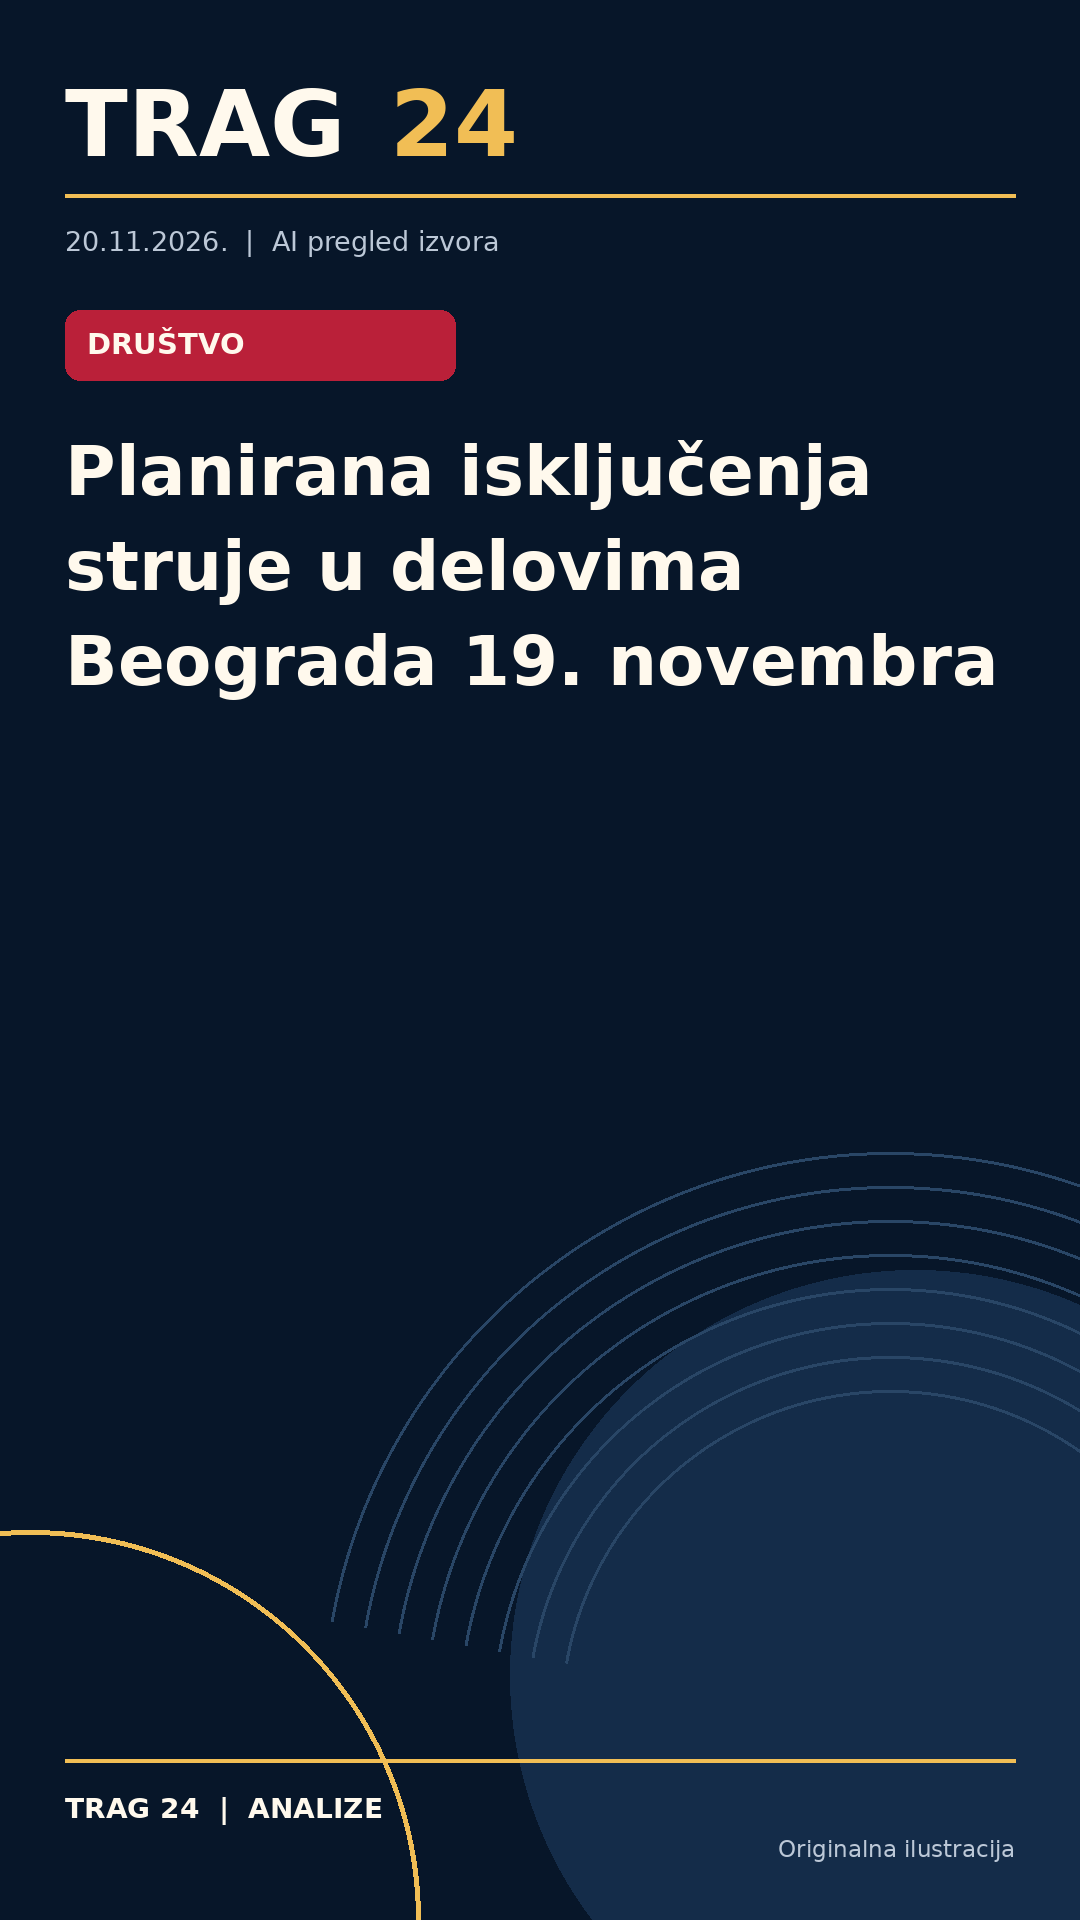 TRAG 24
20.11.2026. | AI pregled izvora
DRUŠTVO
Planirana isključenja
struje u delovima
Beograda 19. novembra
TRAG 24 | ANALIZE
Originalna ilustracija